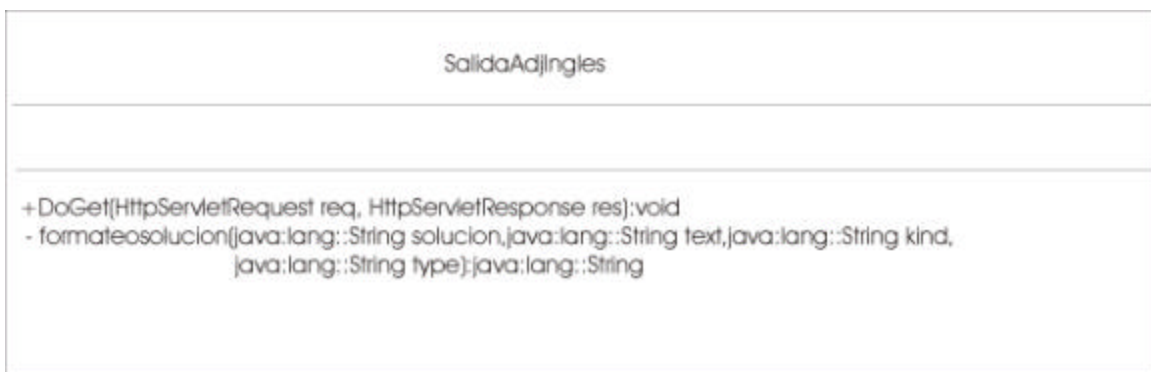 SalidaAdjIngles
+DoGet(HttpServletRequest req, HttpServletResponse res):void
- formateosolucion(java:lang::String solucion,java:lang::String text,java:lang::String kind,
java:lang::String type):java:lang::String